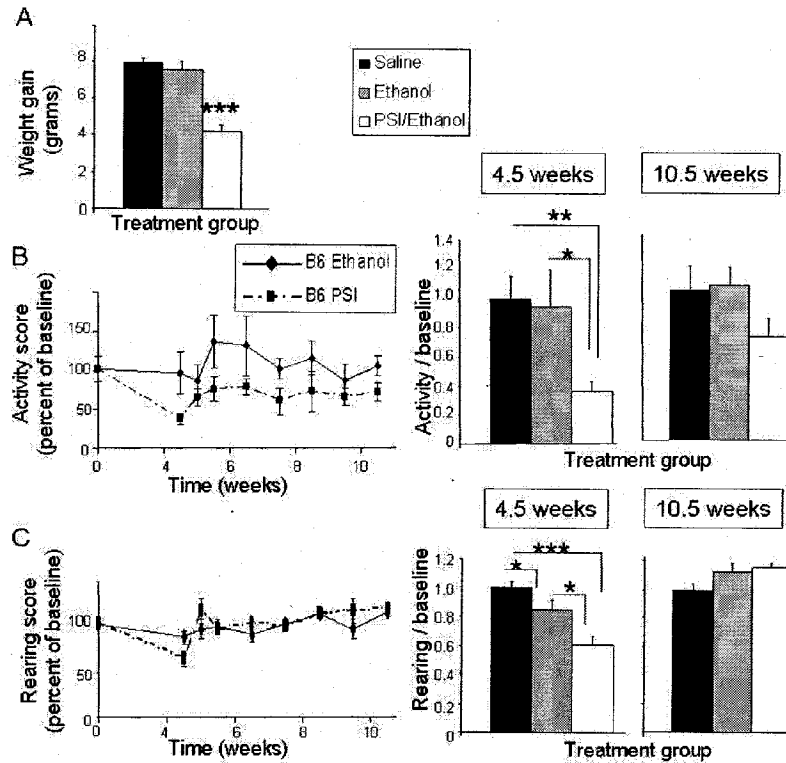 A
Weight gain
(grams)
8
6
4
2
0
***
Treatment group
Saline
Ethanol
PSI/Ethanol
4.5 weeks
10.5 weeks
B
Activity score
(percent of baseline)
150
100
50
0
B6 Ethanol
B6 PSI
0 2 4 6 8 10
Time (weeks)
Activity / baseline
1.4
1.2
1.0
0.8
0.6
0.4
0.2
0
**
*
Treatment group
4.5 weeks
10.5 weeks
C
Rearing score
(percent of baseline)
100
50
0
0 2 4 6 8 10
Time (weeks)
Rearing / baseline
1.2
1.0
0.8
0.6
0.4
0.2
0
***
*
*
Treatment group